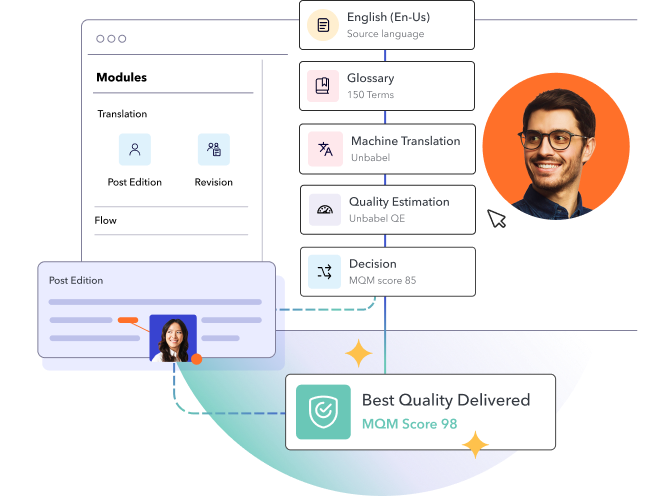 English (En-Us)
Source language
Modules
Glossary
150 Terms
Translation
Machine Translation
Unbabel
Post Edition
Revision
Quality Estimation
Unbabel QE
Flow
Decision
MQM score 85
Post Edition
Best Quality Delivered
MQM Score 98